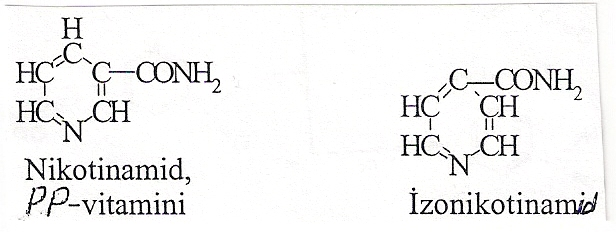 H
C
HC C—CONH2
HC CH
N
Nikotinamid,
PP-vitamini
C—CONH2
HC CH
HC CH
N
İzonikotinamid